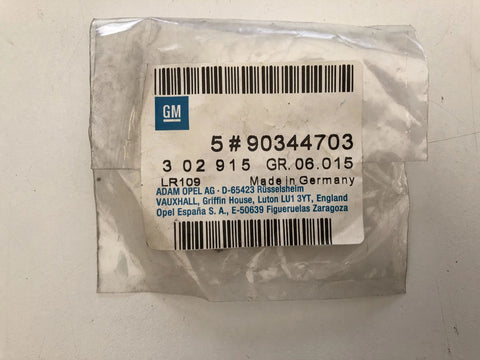 GM
5#90344703
3 02 915 GR. 06.015
LR109 Made in Germany
ADAM OPEL AG · D-65423 Rüsselsheim
VAUXHALL, Griffin House, Luton LU1 3YT, England
Opel España S. A., E-50639 Figueruelas Zaragoza